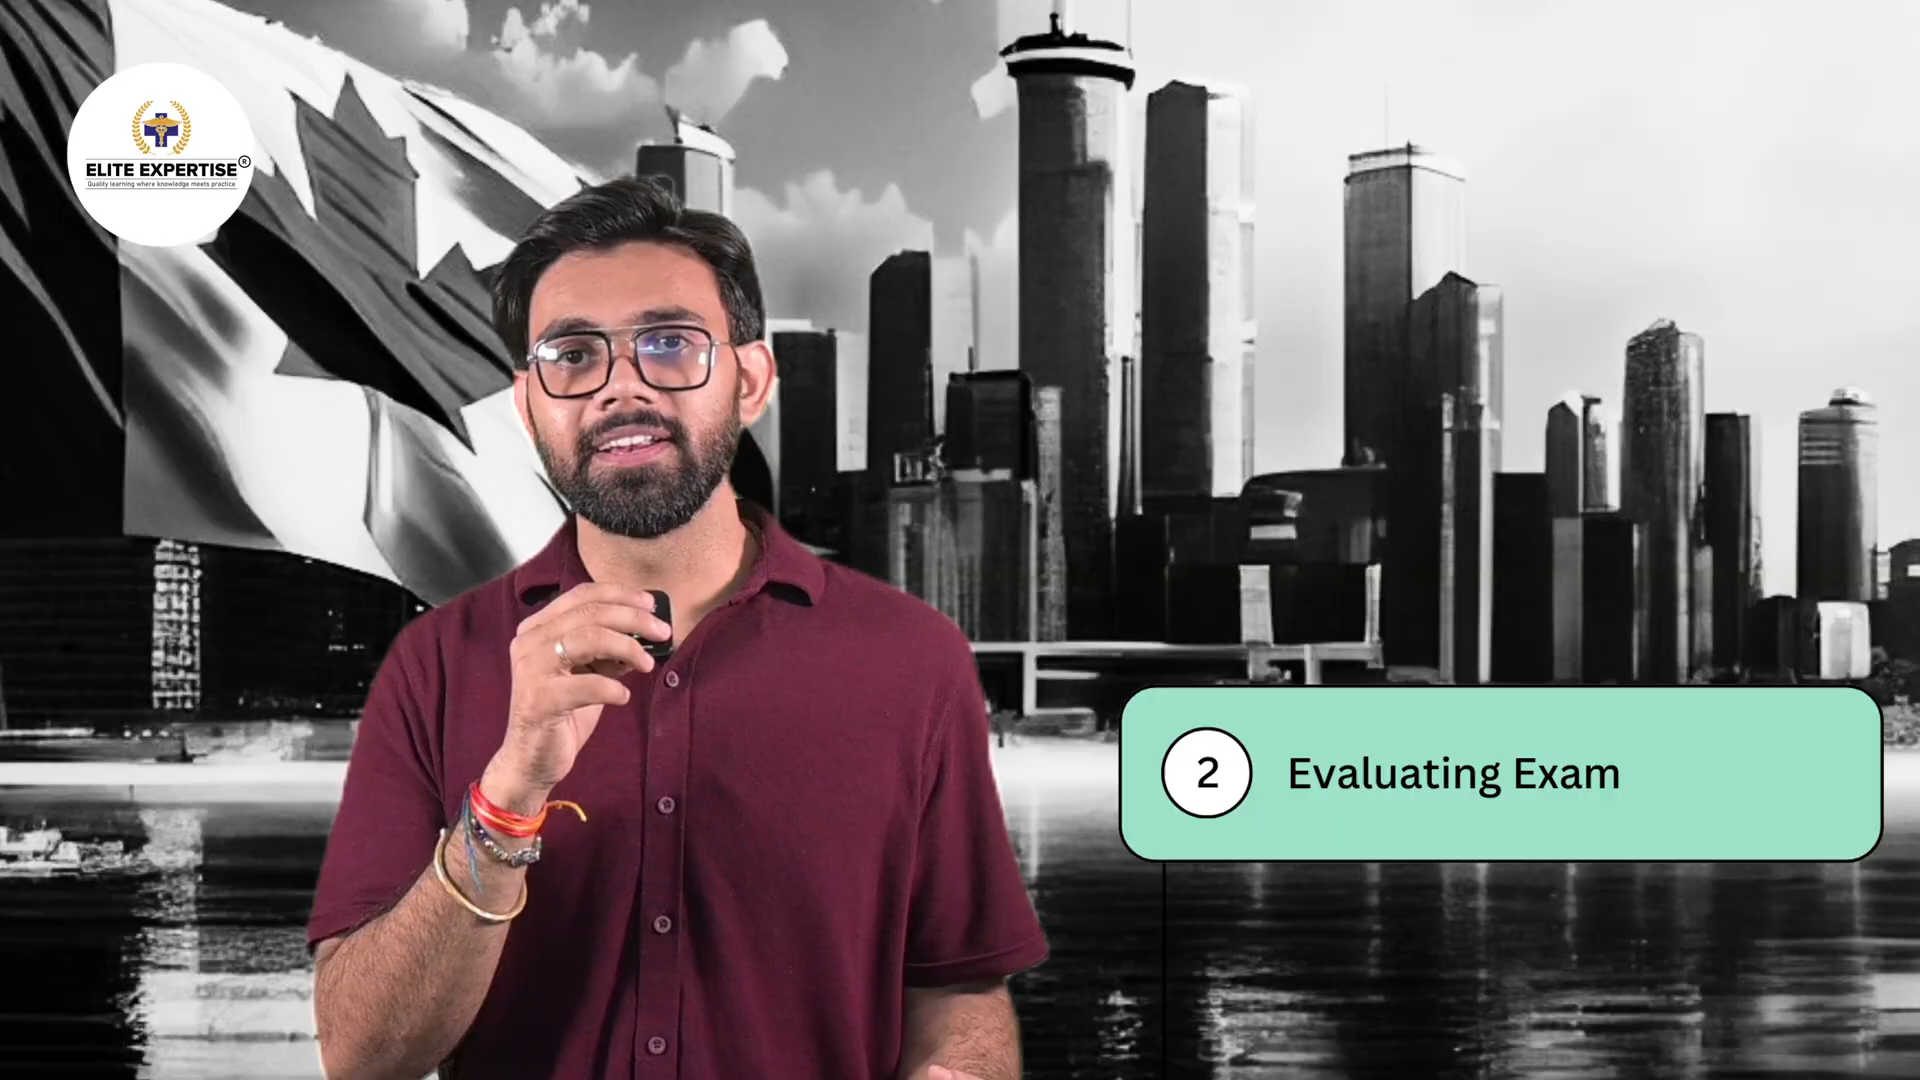 ELITE EXPERTISE®
Quality learning where knowledge meets practice
2 Evaluating Exam